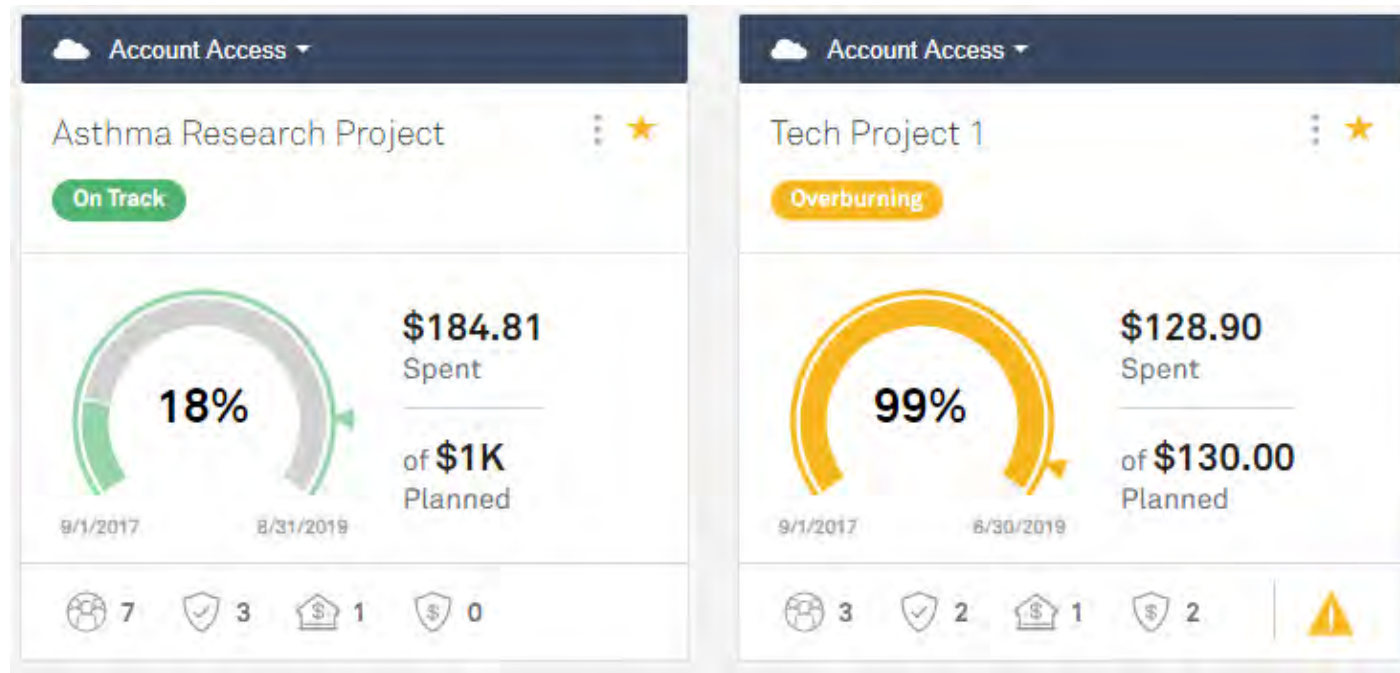 Account Access
Asthma Research Project
On Track
18%
$184.81
Spent
of $1K
Planned
9/1/2017
8/31/2019
7
3
1
0
Account Access
Tech Project 1
Overburning
99%
$128.90
Spent
of $130.00
Planned
9/1/2017
6/30/2019
3
2
1
2